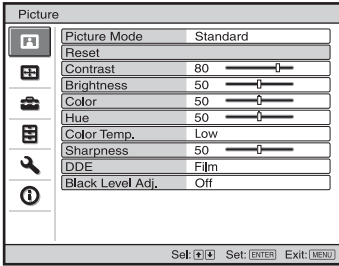 Picture
Picture Mode Standard
Reset
Contrast 80
Brightness 50
Color 50
Hue 50
Color Temp. Low
Sharpness 50
DDE Film
Black Level Adj. Off
Sel: Set: ENTER Exit: MENU